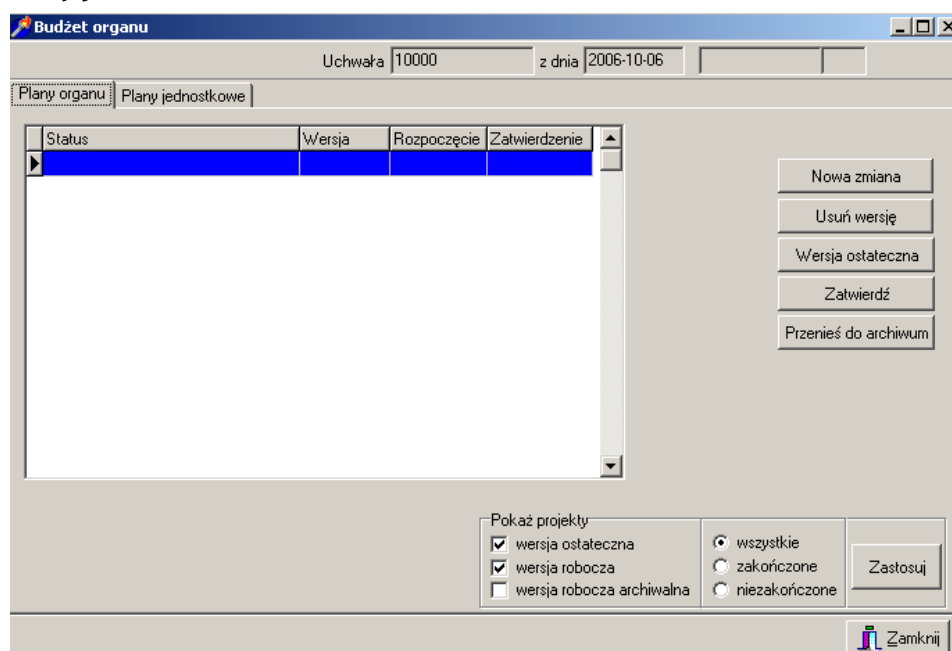 Budżet organu
Uchwała 10000 z dnia 2006-10-06
Plany organu Plany jednostkowe
Status Wersja Rozpoczęcie Zatwierdzenie
Nowa zmiana
Usuń wersję
Wersja ostateczna
Zatwierdź
Przenieś do archiwum
Pokaż projekty
wersja ostateczna wszystkie
wersja robocza zakończone Zastosuj
wersja robocza archiwalna niezakończone
Zamknij